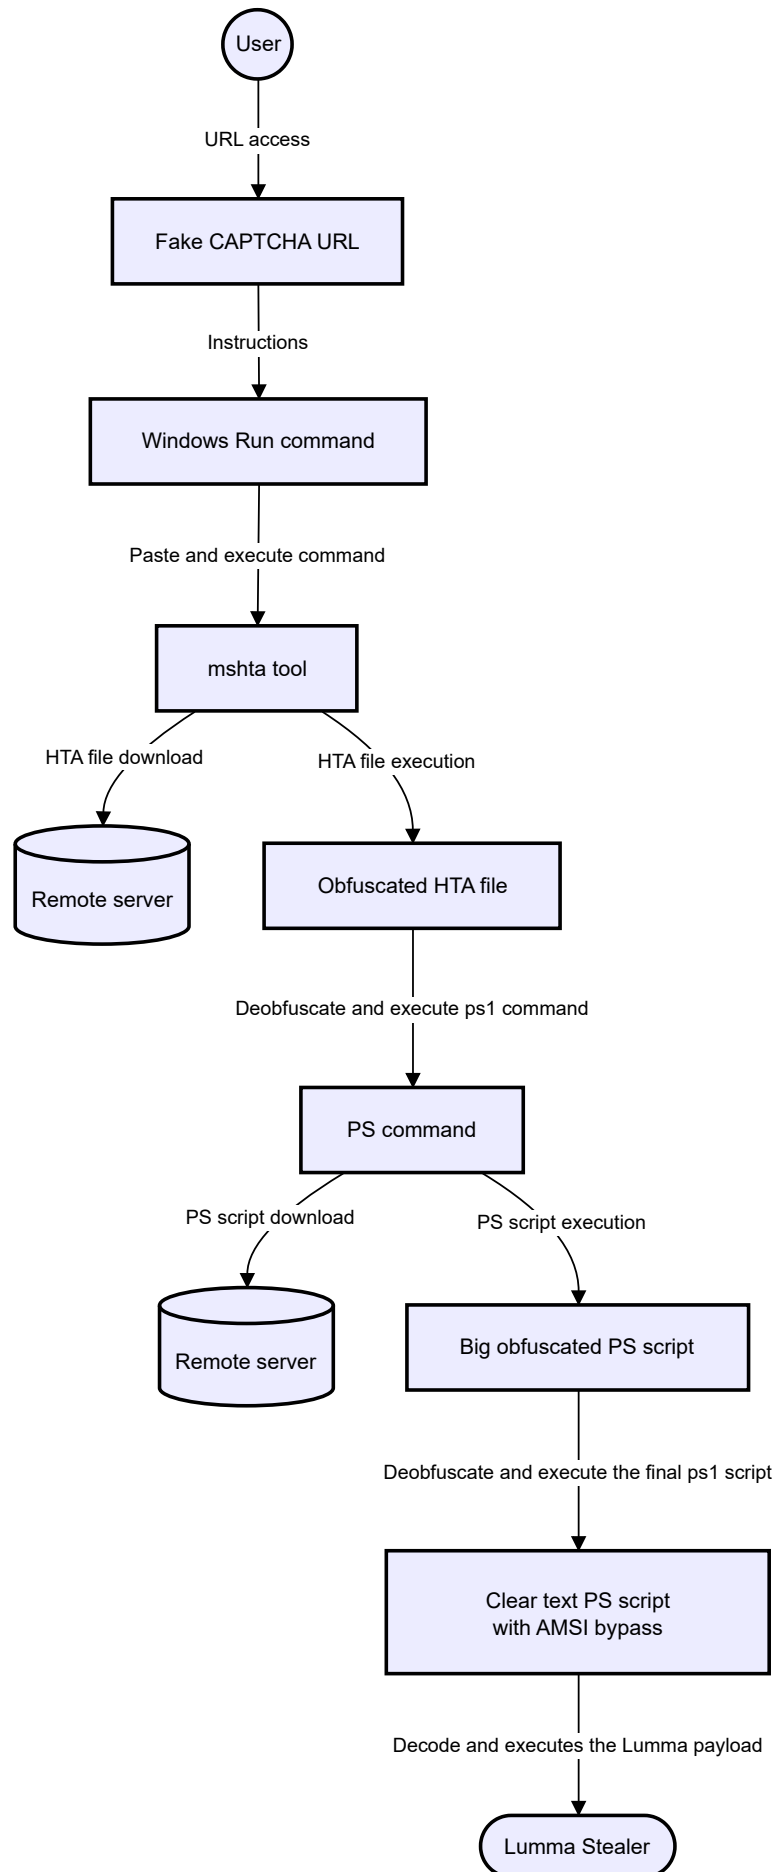 User
URL access
Fake CAPTCHA URL
Instructions
Windows Run command
Paste and execute command
mshta tool
HTA file download
HTA file execution
Remote server
Obfuscated HTA file
Deobfuscate and execute ps1 command
PS command
PS script download
PS script execution
Remote server
Big obfuscated PS script
Deobfuscate and execute the final ps1 script
Clear text PS script
with AMSI bypass
Decode and executes the Lumma payload
Lumma Stealer